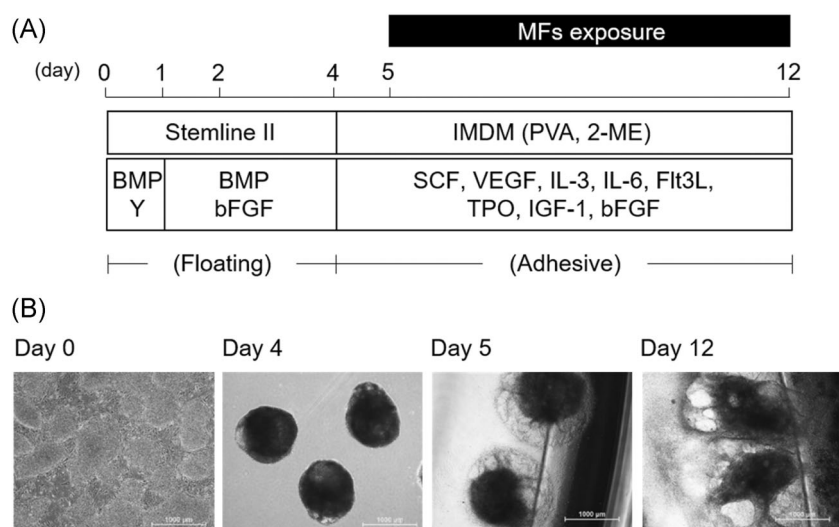 (A)
MFs exposure
(day) 0 1 2 4 5 12
Stemline II
IMDM (PVA, 2-ME)
BMP
Y
BMP
bFGF
SCF, VEGF, IL-3, IL-6, Flt3L,
TPO, IGF-1, bFGF
(Floating)
(Adhesive)
(B)
Day 0
Day 4
Day 5
Day 12
1000 µm
1000 µm
1000 µm
1000 µm